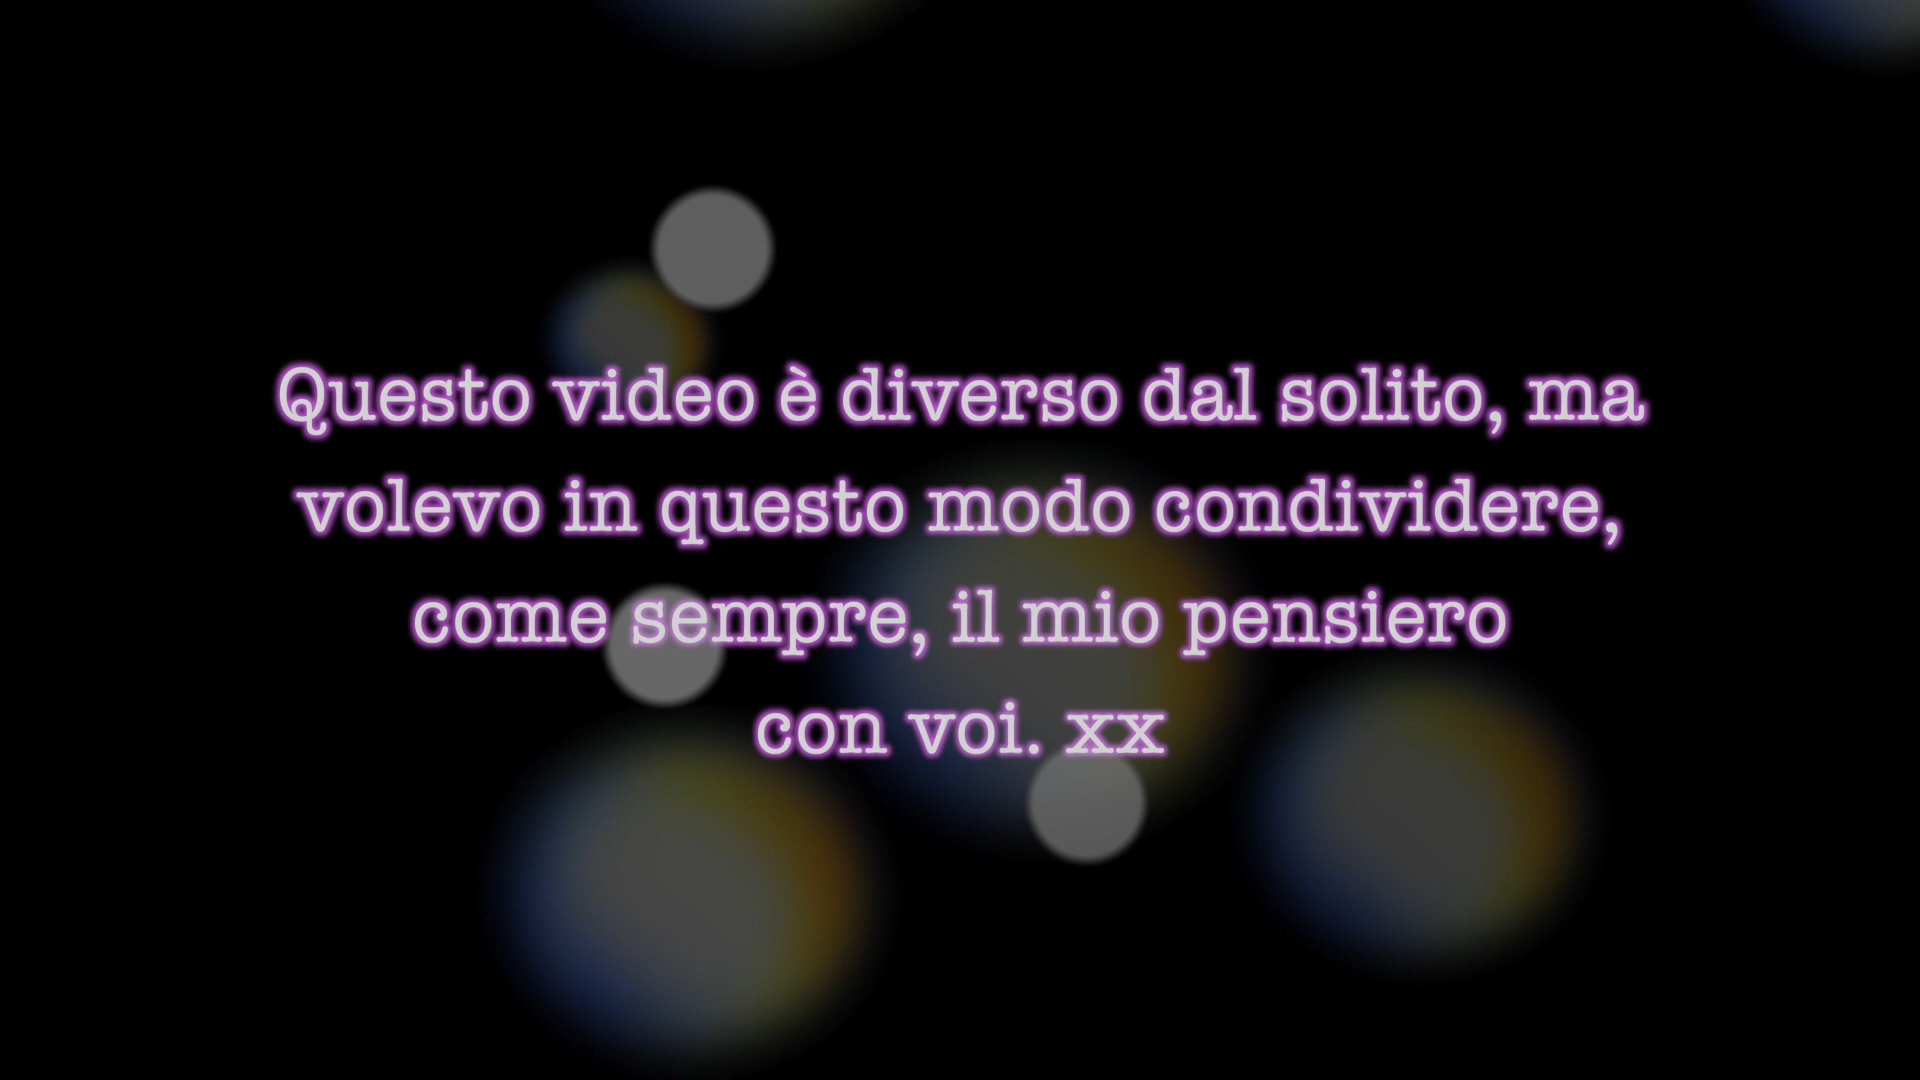 Questo video è diverso dal solito, ma
volevo in questo modo condividere,
come sempre, il mio pensiero
con voi. xx